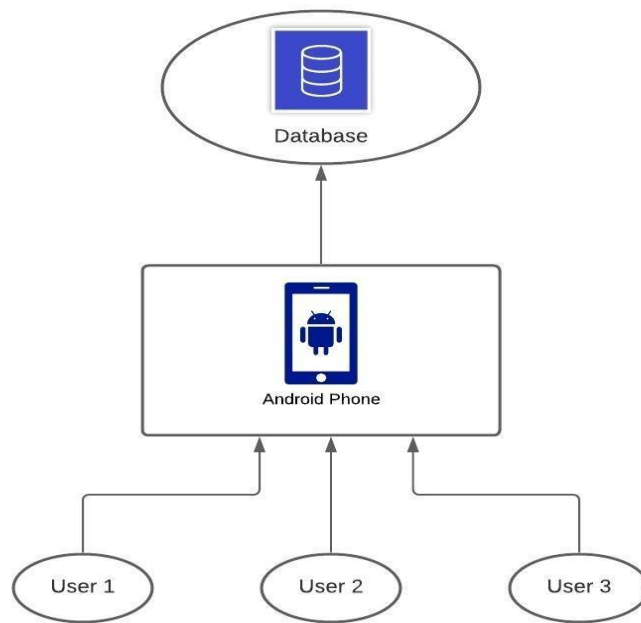 Database
Android Phone
User 1
User 2
User 3